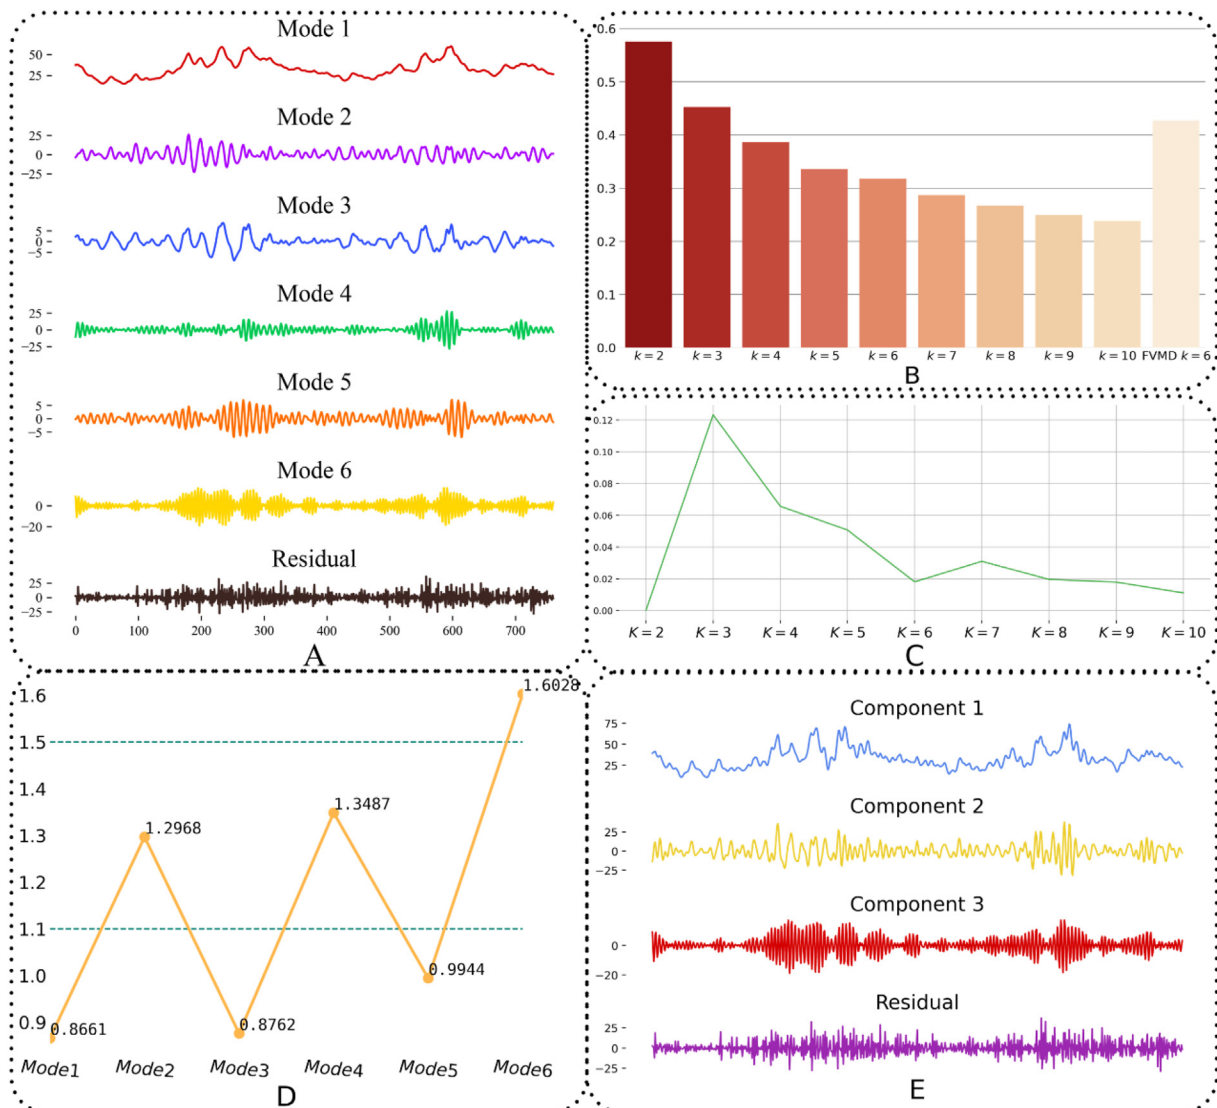 Mode 1
50
25
Mode 2
25
0
−25
Mode 3
5
0
−5
Mode 4
25
0
−25
Mode 5
5
0
−5
Mode 6
0
−20
Residual
25
0
−25
0 100 200 300 400 500 600 700
A
0.6
0.5
0.4
0.3
0.2
0.1
0.0
k = 2 k = 3 k = 4 k = 5 k = 6 k = 7 k = 8 k = 9 k = 10 FVMD k = 6
B
0.12
0.10
0.08
0.06
0.04
0.02
0.00
K = 2 K = 3 K = 4 K = 5 K = 6 K = 7 K = 8 K = 9 K = 10
C
1.6
1.5
1.4
1.3
1.2
1.1
1.0
0.9
0.8661
1.2968
0.8762
1.3487
0.9944
1.6028
Mode1 Mode2 Mode3 Mode4 Mode5 Mode6
D
Component 1
75
50
25
Component 2
25
0
−25
Component 3
0
−20
Residual
25
0
−25
E